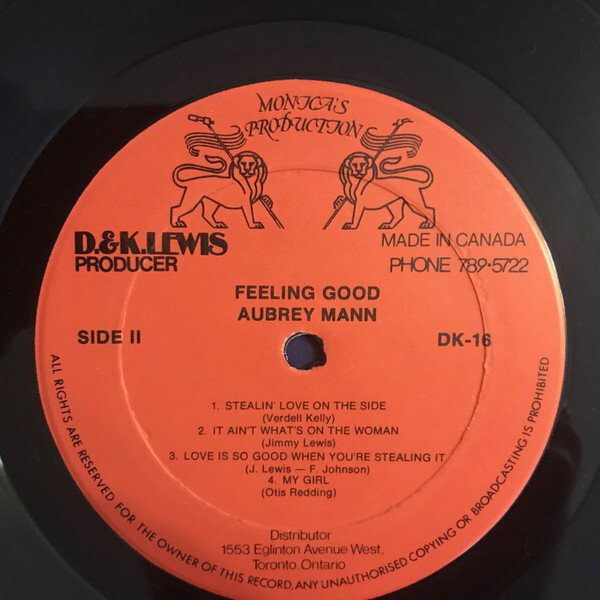 MONICA'S
PRODUCTION
D.&K.LEWIS
PRODUCER
MADE IN CANADA
PHONE 789·5722
FEELING GOOD
AUBREY MANN
SIDE II
DK-16
1. STEALIN' LOVE ON THE SIDE
(Verdell Kelly)
2. IT AIN'T WHAT'S ON THE WOMAN
(Jimmy Lewis)
3. LOVE IS SO GOOD WHEN YOU'RE STEALING IT
(J. Lewis — F. Johnson)
4. MY GIRL
(Otis Redding)
Distributor
1553 Eglinton Avenue West,
Toronto, Ontario
ALL RIGHTS ARE RESERVED FOR THE OWNER OF THIS RECORD, ANY UNAUTHORISED COPYING OR BROADCASTING IS PROHIBITED